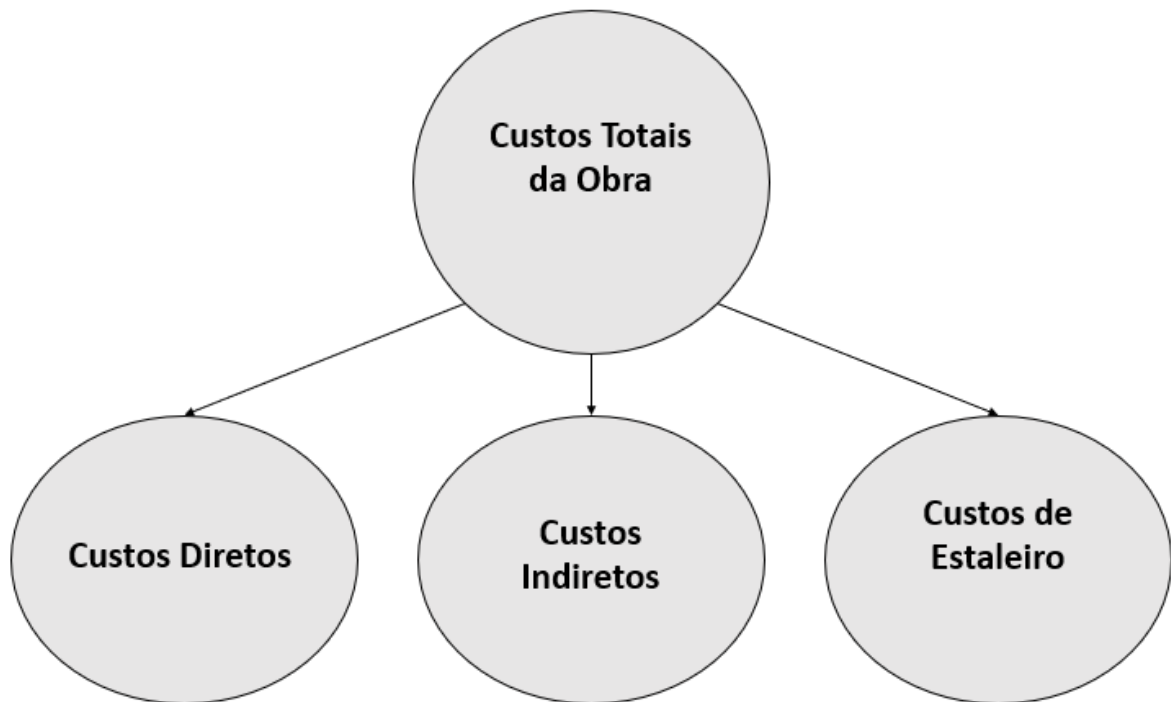 Custos Totais
da Obra
Custos Diretos
Custos
Indiretos
Custos de
Estaleiro